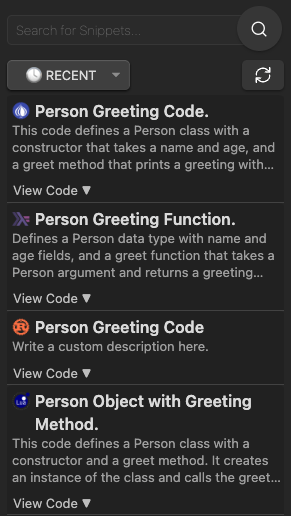 Search for Snippets...
RECENT
Person Greeting Code.
This code defines a Person class with a
constructor that takes a name and age, and
a greet method that prints a greeting with...
View Code ▼
Person Greeting Function.
Defines a Person data type with name and
age fields, and a greet function that takes a
Person argument and returns a greeting...
View Code ▼
Person Greeting Code
Write a custom description here.
View Code ▼
Person Object with Greeting
Method.
This code defines a Person class with a
constructor and a greet method. It creates
an instance of the class and calls the greet...
View Code ▼